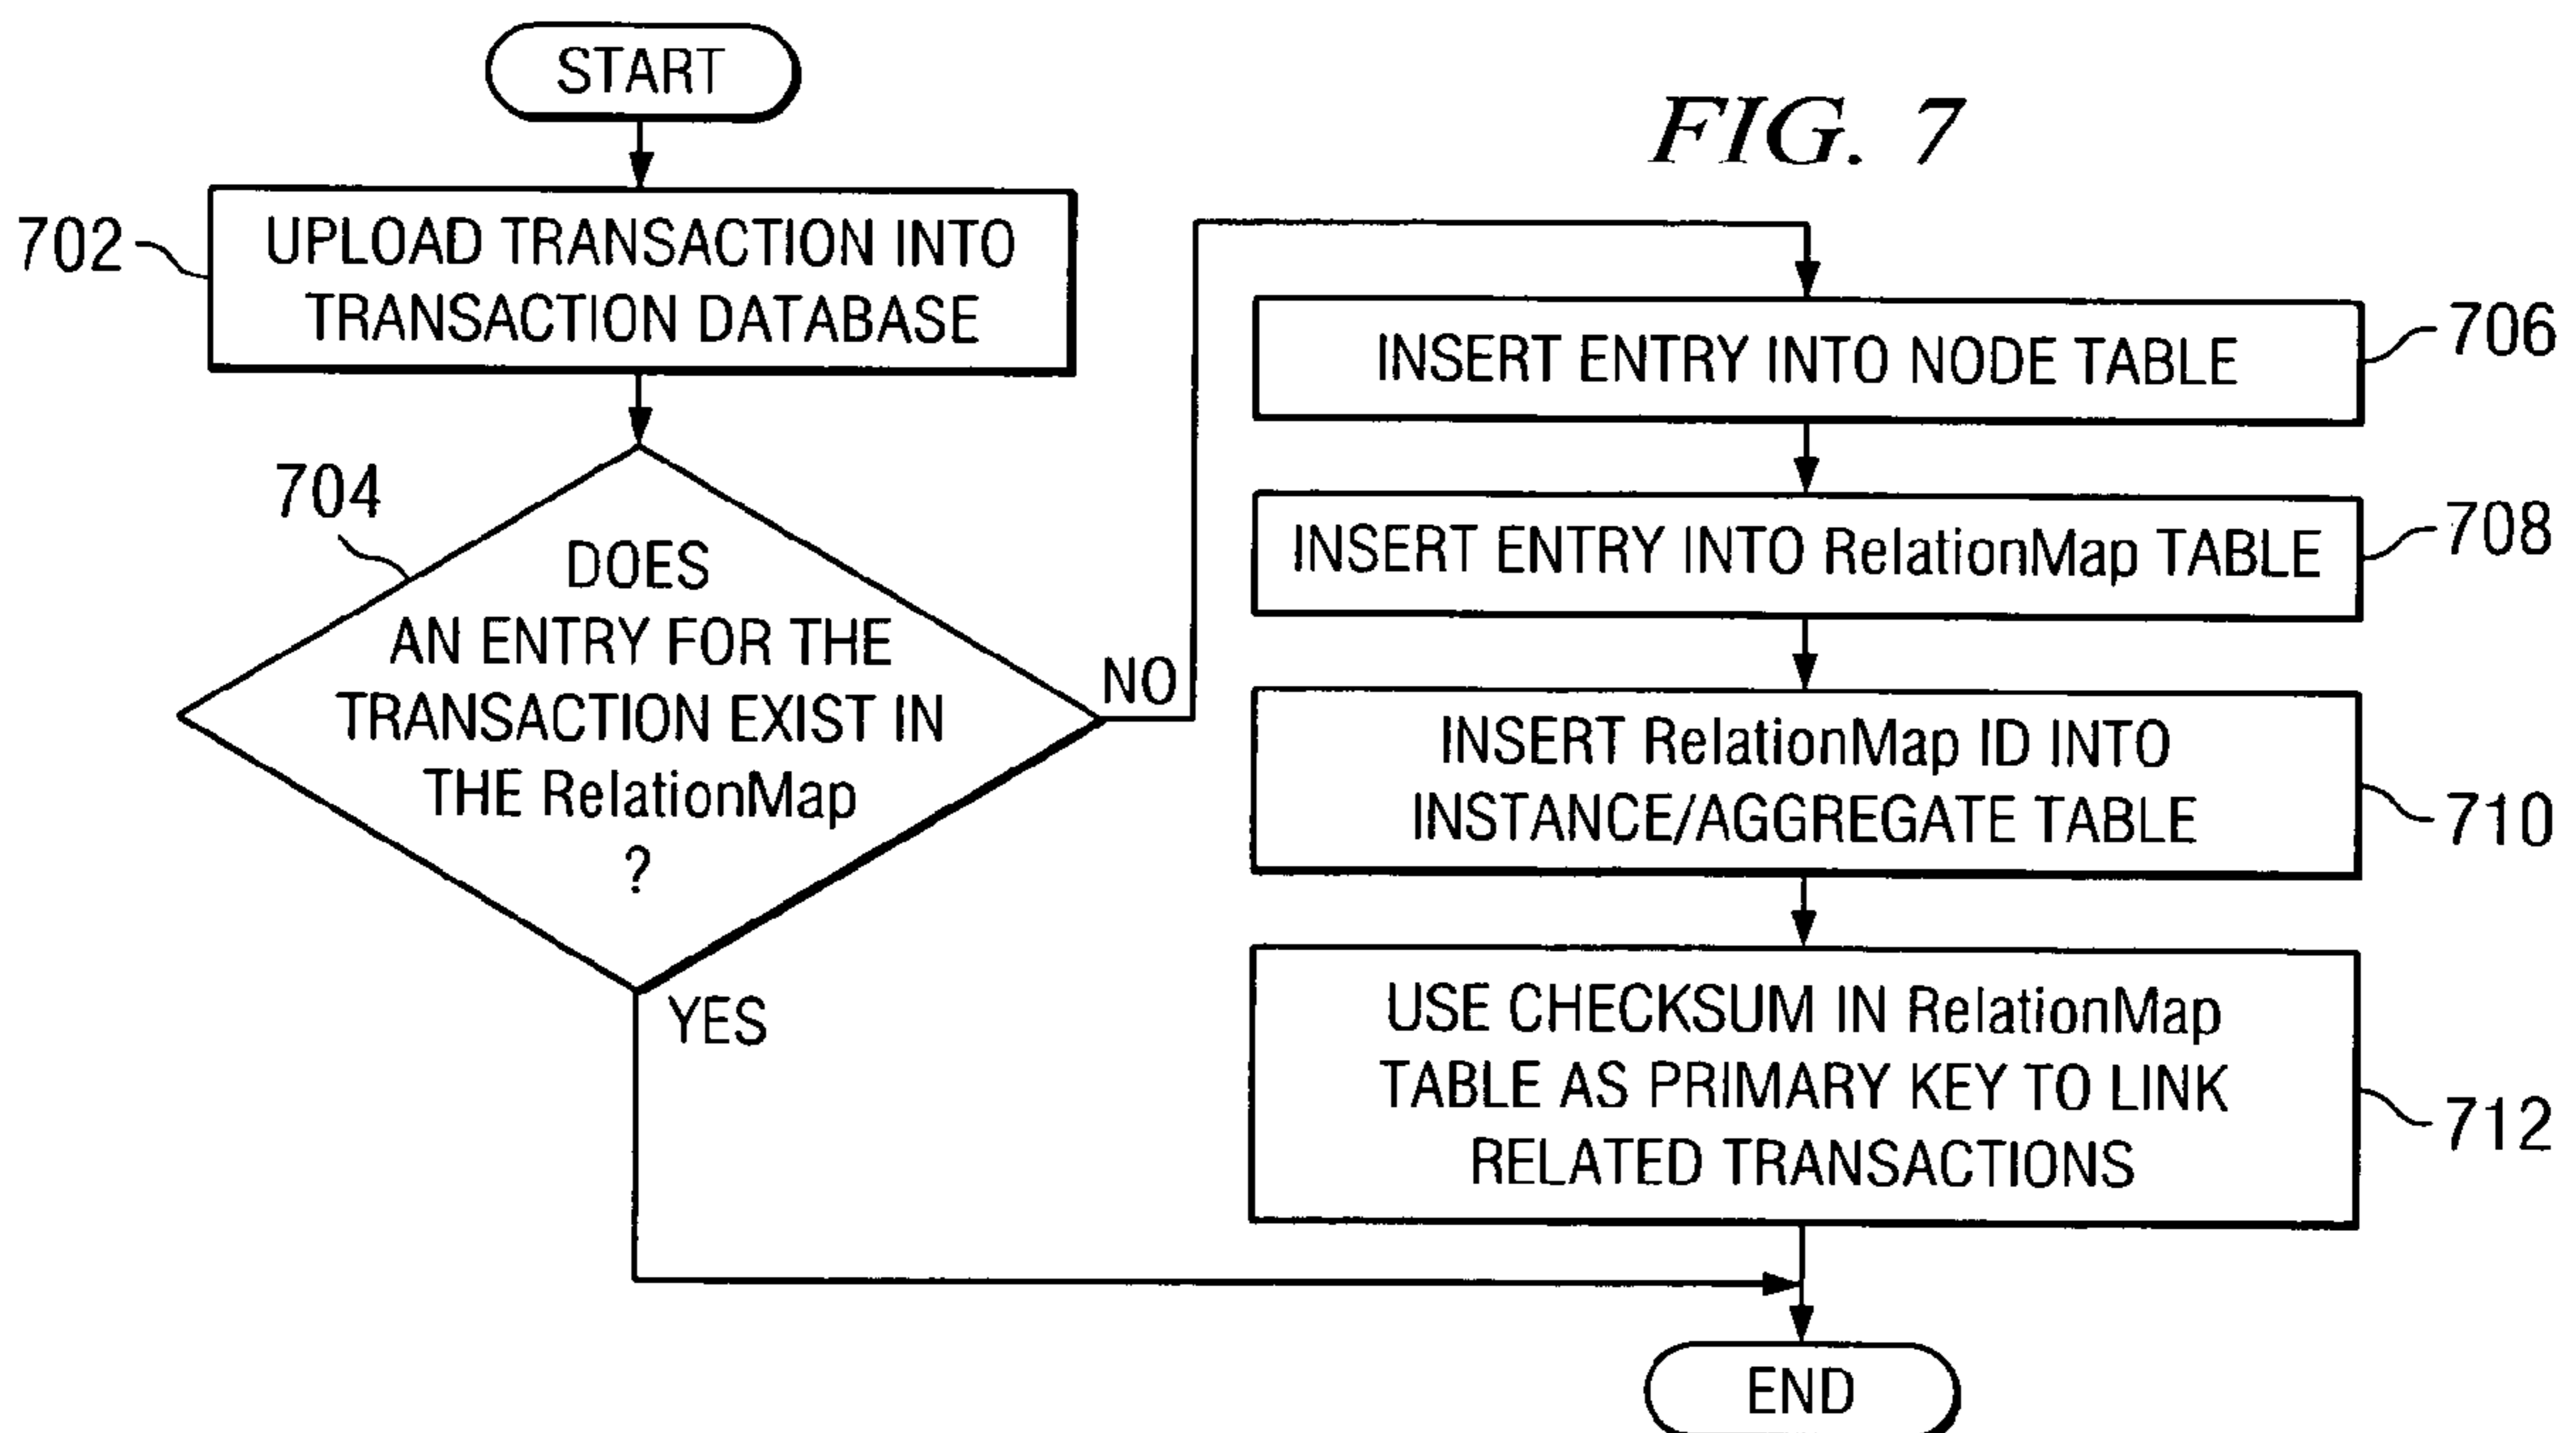 START
FIG. 7
702
UPLOAD TRANSACTION INTO
TRANSACTION DATABASE
704
DOES
AN ENTRY FOR THE
TRANSACTION EXIST IN
THE RelationMap
?
NO
YES
INSERT ENTRY INTO NODE TABLE
706
INSERT ENTRY INTO RelationMap TABLE
708
INSERT RelationMap ID INTO
INSTANCE/AGGREGATE TABLE
710
USE CHECKSUM IN RelationMap
TABLE AS PRIMARY KEY TO LINK
RELATED TRANSACTIONS
712
END